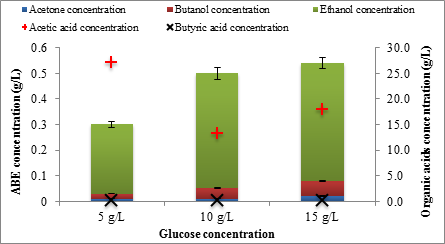 Acetone concentration Butanol concentration Ethanol concentration
Acetic acid concentration Butyric acid concentration
ABE concentration (g/L)
0.6
0.5
0.4
0.3
0.2
0.1
0
30.0
25.0
20.0
15.0
10.0
5.0
0.0
Organic acids concentration (g/L)
5 g/L 10 g/L 15 g/L
Glucose concentration